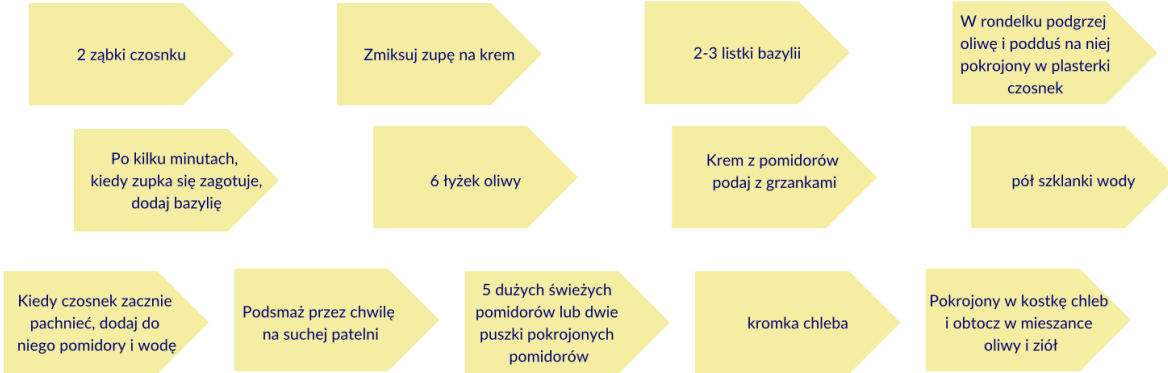 2 ząbki czosnku
Zmiksuj zupę na krem
2-3 listki bazylii
W rondelku podgrzej
oliwę i podduś na niej
pokrojony w plasterki
czosnek
Po kilku minutach,
kiedy zupka się zagotuje,
dodaj bazylię
6 łyżek oliwy
Krem z pomidorów
podaj z grzankami
pół szklanki wody
Kiedy czosnek zacznie
pachnieć, dodaj do
niego pomidory i wodę
Podsmaż przez chwilę
na suchej patelni
5 dużych świeżych
pomidorów lub dwie
puszki pokrojonych
pomidorów
kromka chleba
Pokrojony w kostkę chleb
i obtocz w mieszance
oliwy i ziół